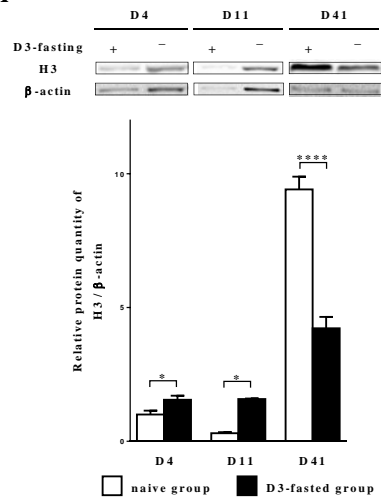 D4 D11 D41
D3-fasting + − + − + −
H3
β-actin
Relative protein quantity of
H3 / β-actin
10
5
0
* * ****
D4 D11 D41
naive group D3-fasted group